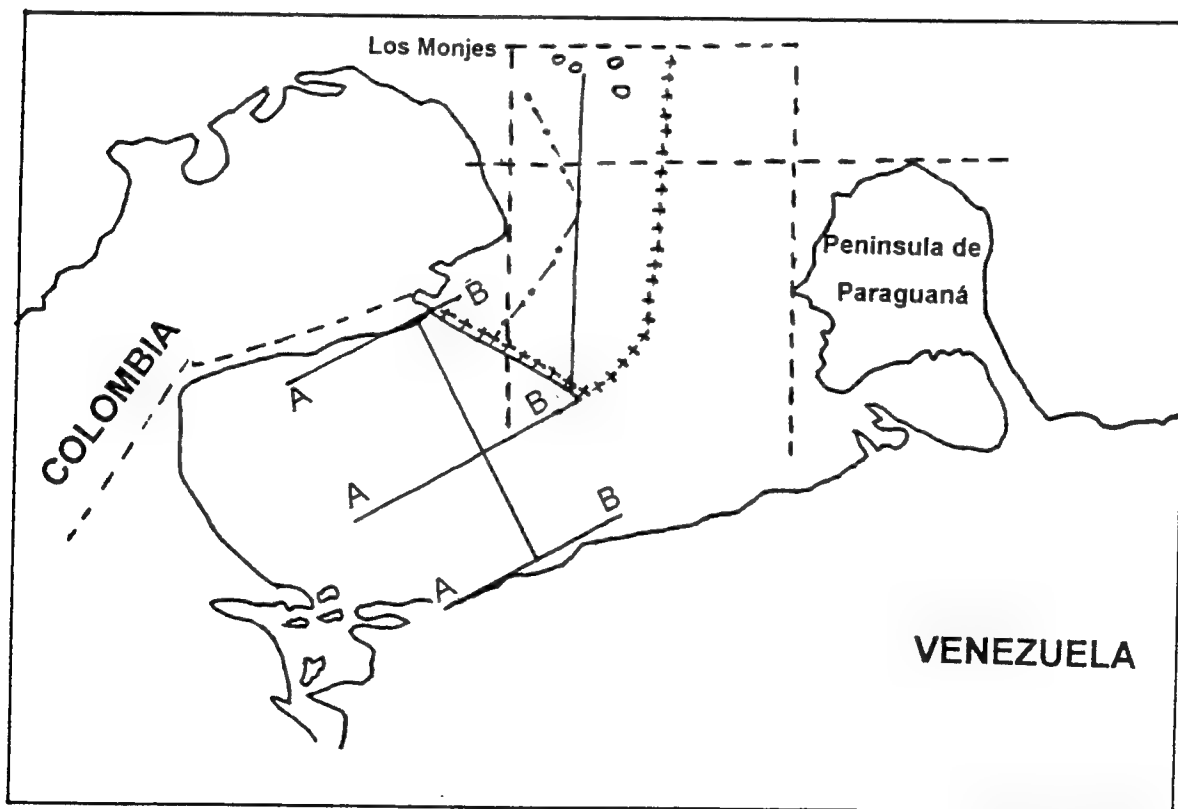 Los Monjes
Peninsula de
Paraguaná
B
COLOMBIA
A
B
A
B
A
VENEZUELA